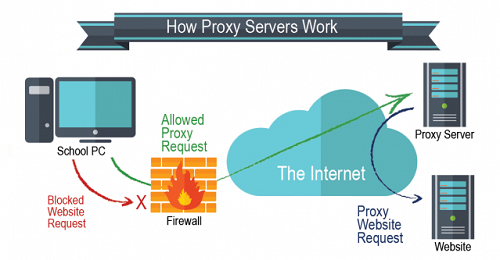 How Proxy Servers Work
School PC
Allowed
Proxy
Request
Blocked
Website
Request
X
Firewall
The Internet
Proxy Server
Proxy
Website
Request
Website